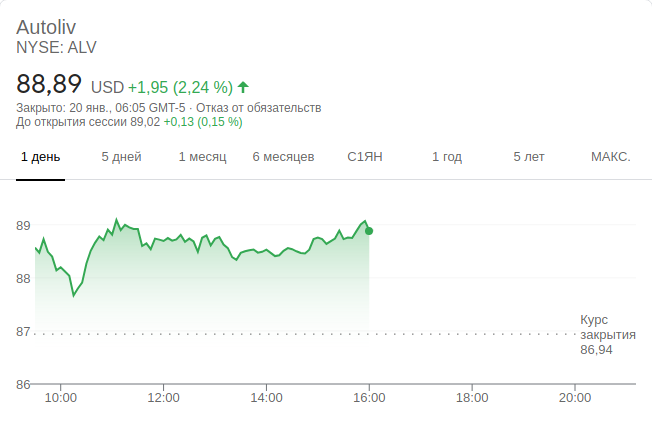 Autoliv
NYSE: ALV
88,89 USD +1,95 (2,24 %)
Закрыто: 20 янв., 06:05 GMT-5 · Отказ от обязательств
До открытия сессии 89,02 +0,13 (0,15 %)
1 день 5 дней 1 месяц 6 месяцев С1ЯН 1 год 5 лет МАКС.
89
88
87
Курс
закрытия
86,94
86
10:00 12:00 14:00 16:00 18:00 20:00